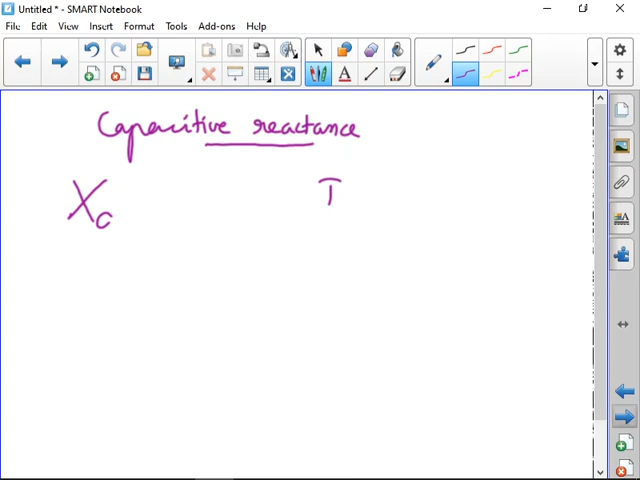 Untitled * - SMART Notebook
File Edit View Insert Format Tools Add-ons Help
Capacitive reactance
Xc